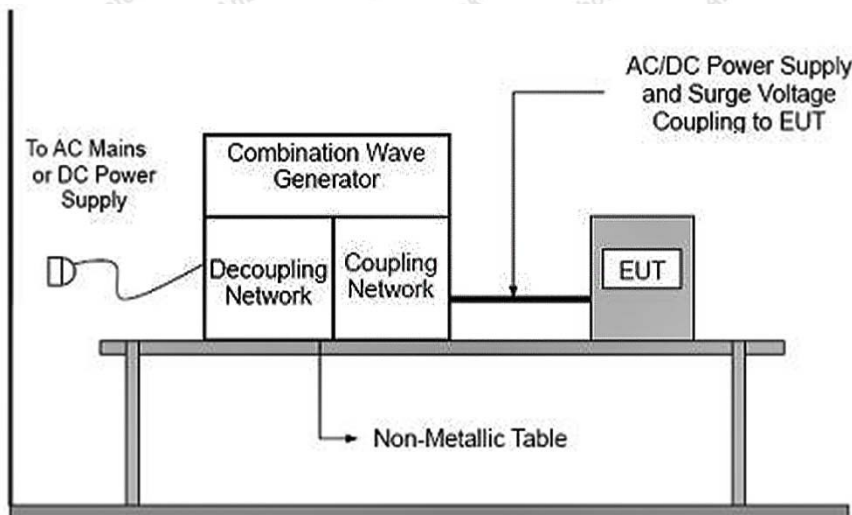 AC/DC Power Supply
and Surge Voltage
Coupling to EUT
To AC Mains
or DC Power
Supply
Combination Wave
Generator
Decoupling
Network
Coupling
Network
EUT
Non-Metallic Table